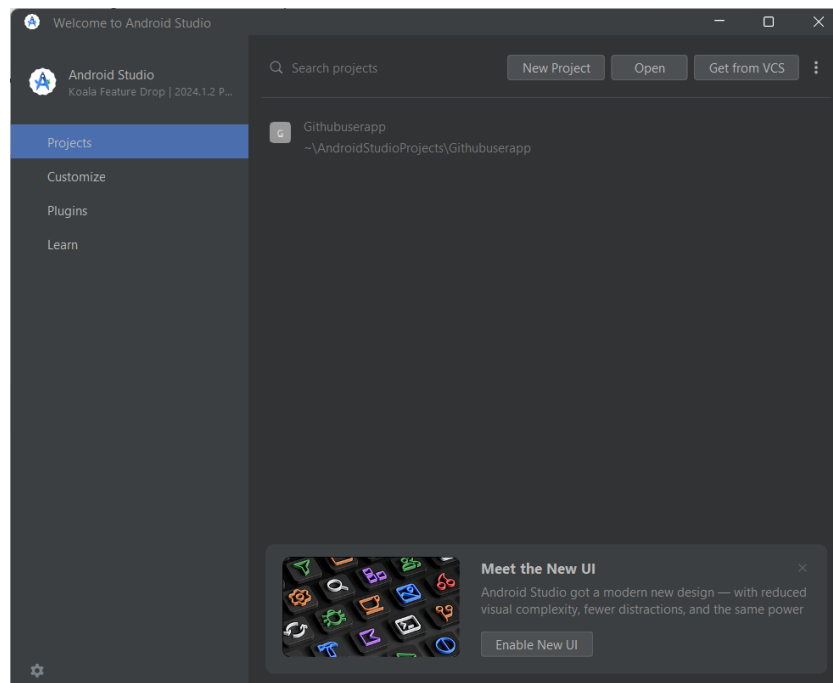 Welcome to Android Studio
Android Studio
Koala Feature Drop | 2024.1.2 P...
Projects
Customize
Plugins
Learn
Search projects
New Project
Open
Get from VCS
G
Githubuserapp
~\AndroidStudioProjects\Githubuserapp
Meet the New UI
Android Studio got a modern new design — with reduced
visual complexity, fewer distractions, and the same power
Enable New UI